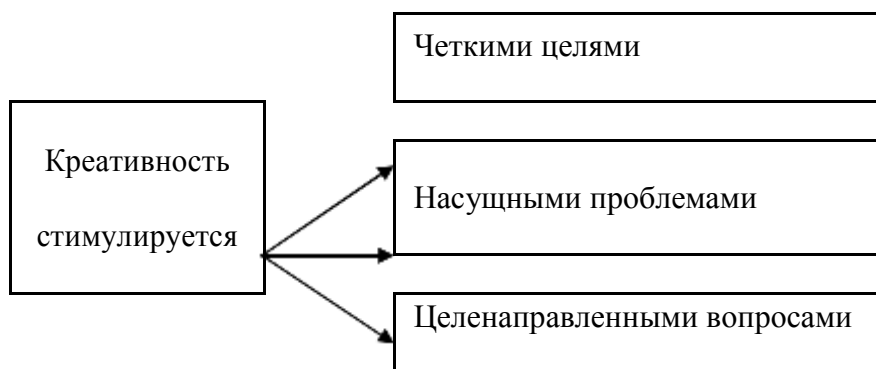 Четкими целями
Креативность
стимулируется
Насущными проблемами
Целенаправленными вопросами